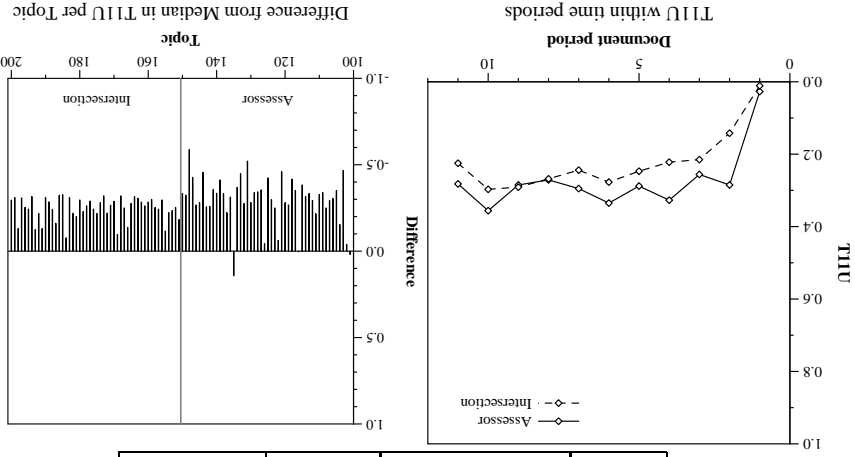 1.0
0.8
0.6
0.4
0.2
0.0
T11U
Assessor
Intersection
0
5
10
Document period
T11U within time periods
1.0
0.5
0.0
-0.5
-1.0
Difference
Assessor
Intersection
100
120
140
160
180
200
Topic
Difference from Median in T11U per Topic